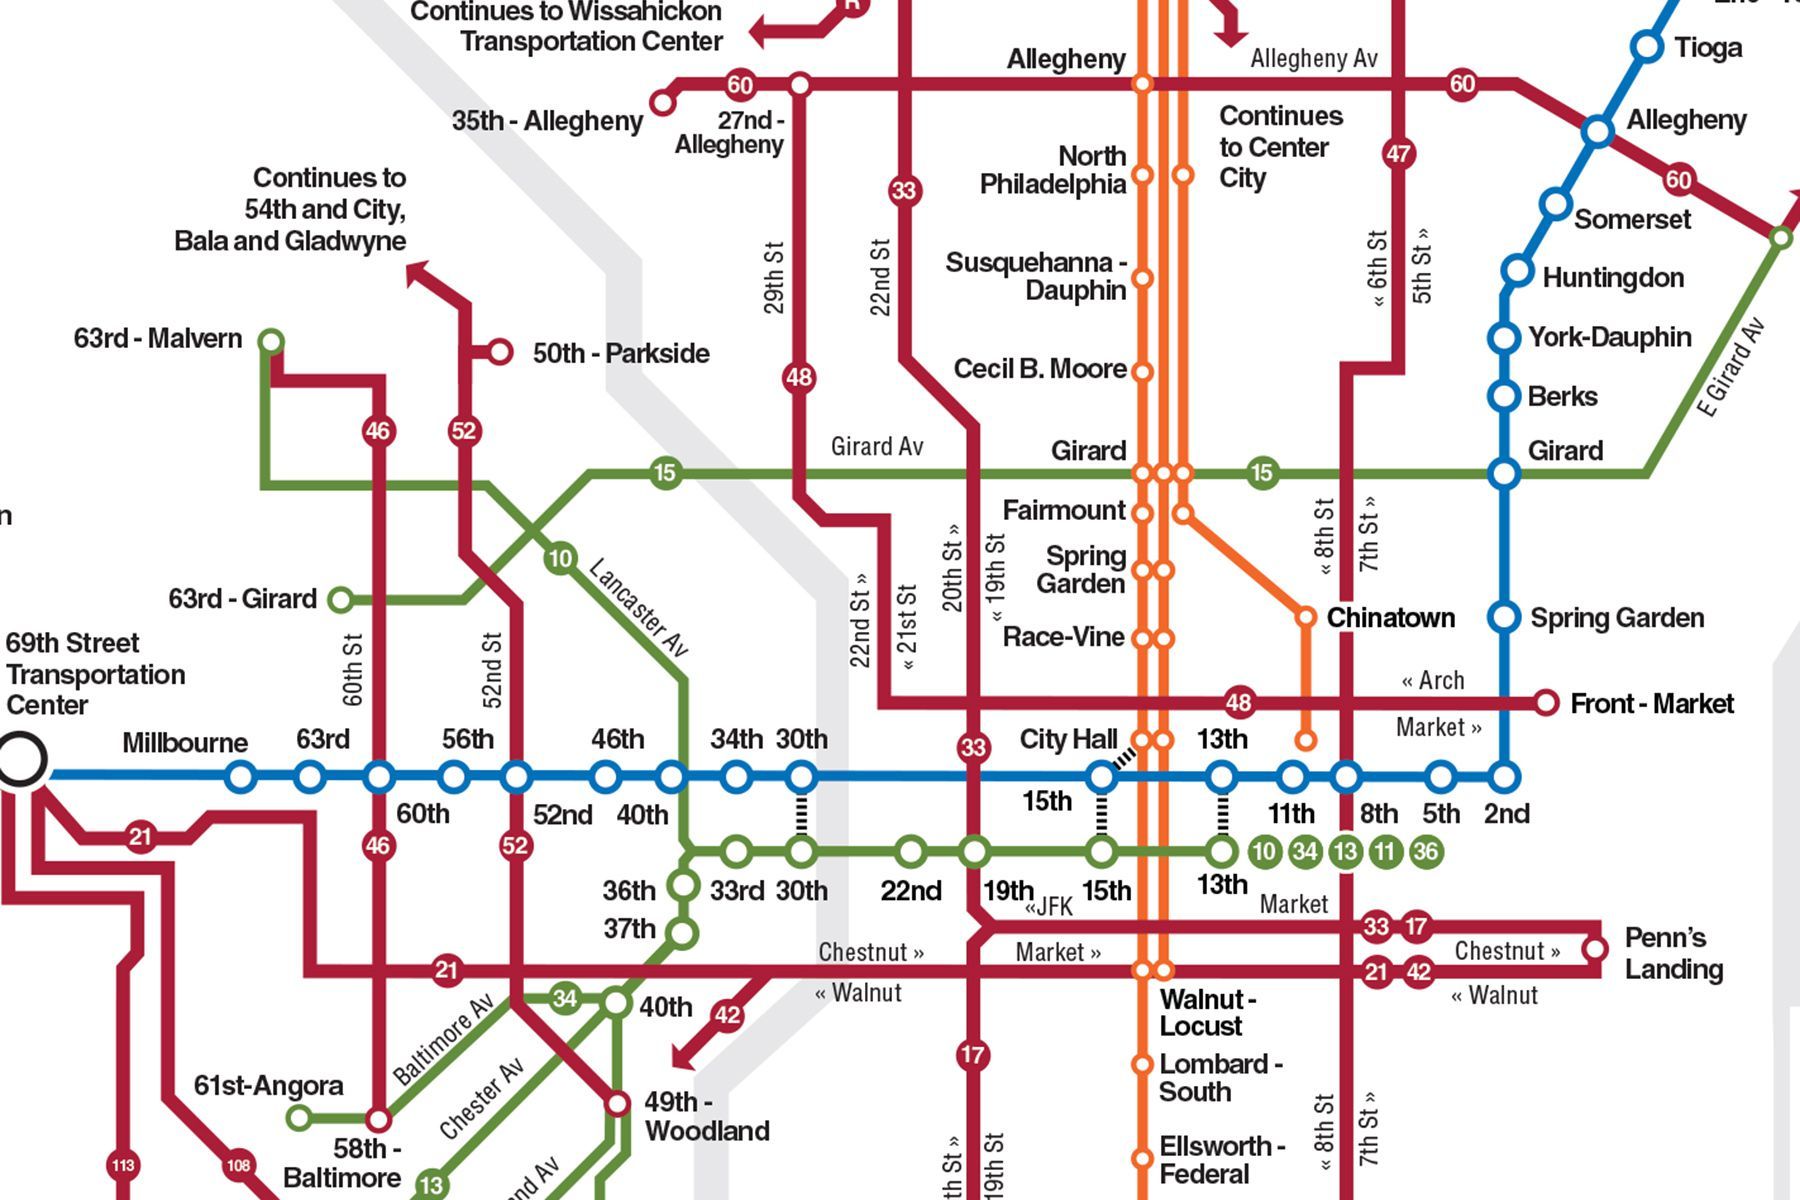 Continues to Wissahickon
Transportation Center
R
Tioga
Allegheny
Allegheny Av
60
60
35th - Allegheny
27nd -
Allegheny
Continues
to Center
City
Allegheny
47
60
North
Philadelphia
33
Continues to
54th and City,
Bala and Gladwyne
Somerset
29th St
22nd St
« 6th St
5th St »
Susquehanna -
Dauphin
Huntingdon
63rd - Malvern
50th - Parkside
York-Dauphin
48
Cecil B. Moore
E Girard Av
Berks
46
52
Girard Av
Girard
Girard
15
15
n
Fairmount
« 8th St
7th St »
10
Lancaster Av
20th St »
« 19th St
Spring
Garden
63rd - Girard
22nd St »
« 21st St
Chinatown
Spring Garden
69th Street
Transportation
Center
60th St
52nd St
Race-Vine
« Arch
48
Front - Market
Market »
Millbourne
63rd
56th
46th
34th
30th
33
City Hall
13th
60th
52nd
40th
15th
11th
8th
5th
2nd
21
46
52
10
34
13
11
36
36th
33rd
30th
22nd
19th
15th
13th
«JFK
Market
37th
33
17
Penn's
Landing
Chestnut »
Market »
Chestnut »
21
21
42
« Walnut
« Walnut
34
40th
42
Walnut -
Locust
Baltimore Av
17
Lombard -
South
61st-Angora
Chester Av
49th -
Woodland
« 8th St
7th St »
58th -
Baltimore
Ellsworth -
Federal
113
108
13
nd Av
th St »
19th St